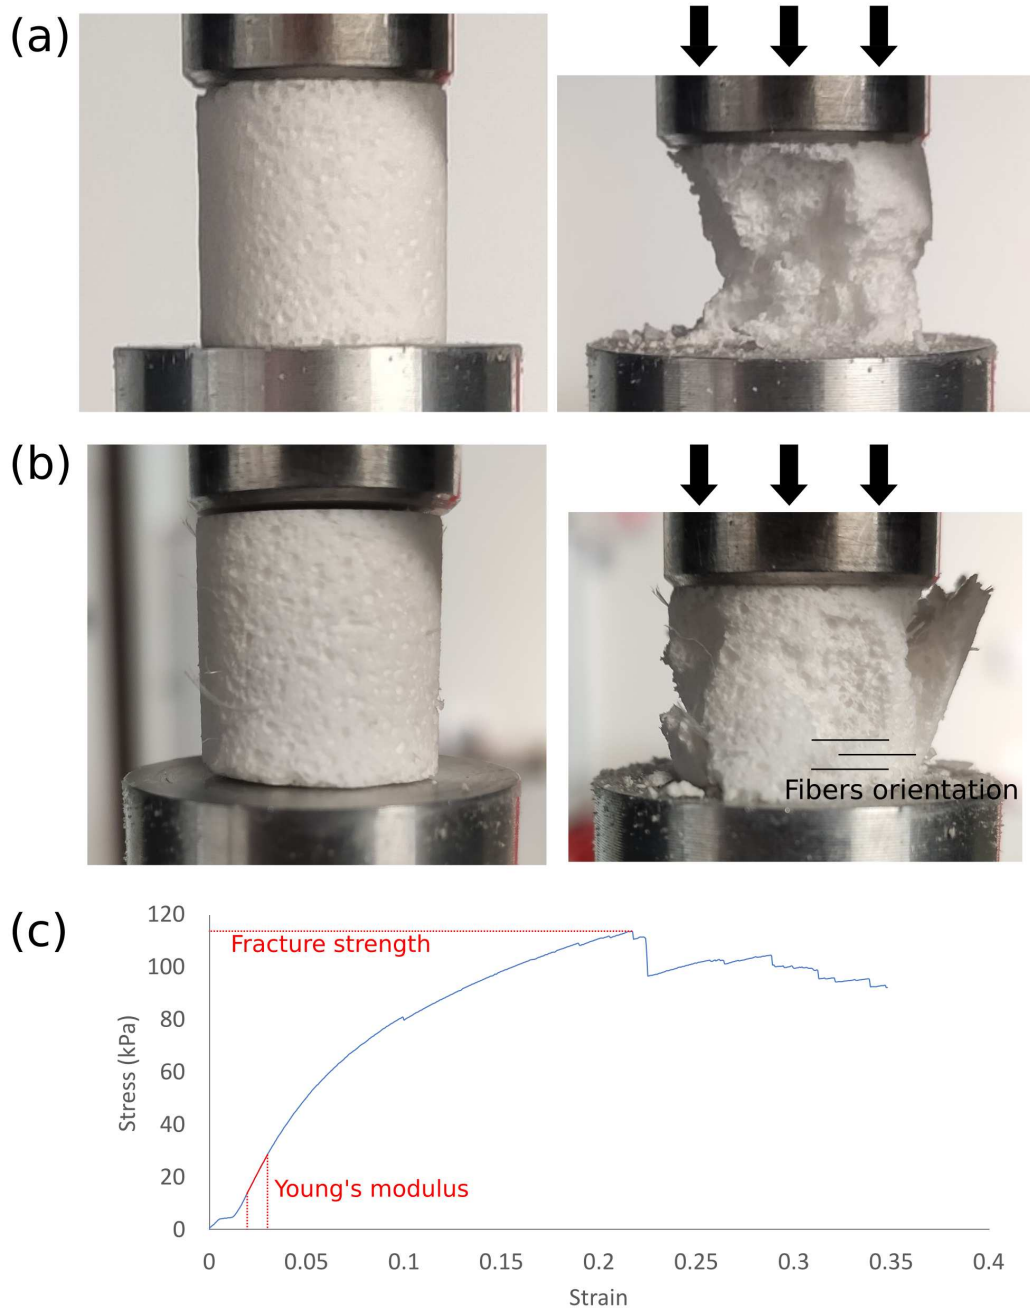 (a)
(b)
Fibers orientation
(c)
120
Fracture strength
100
80
60
40
20
0
Stress (kPa)
Young's modulus
0 0.05 0.1 0.15 0.2 0.25 0.3 0.35 0.4
Strain